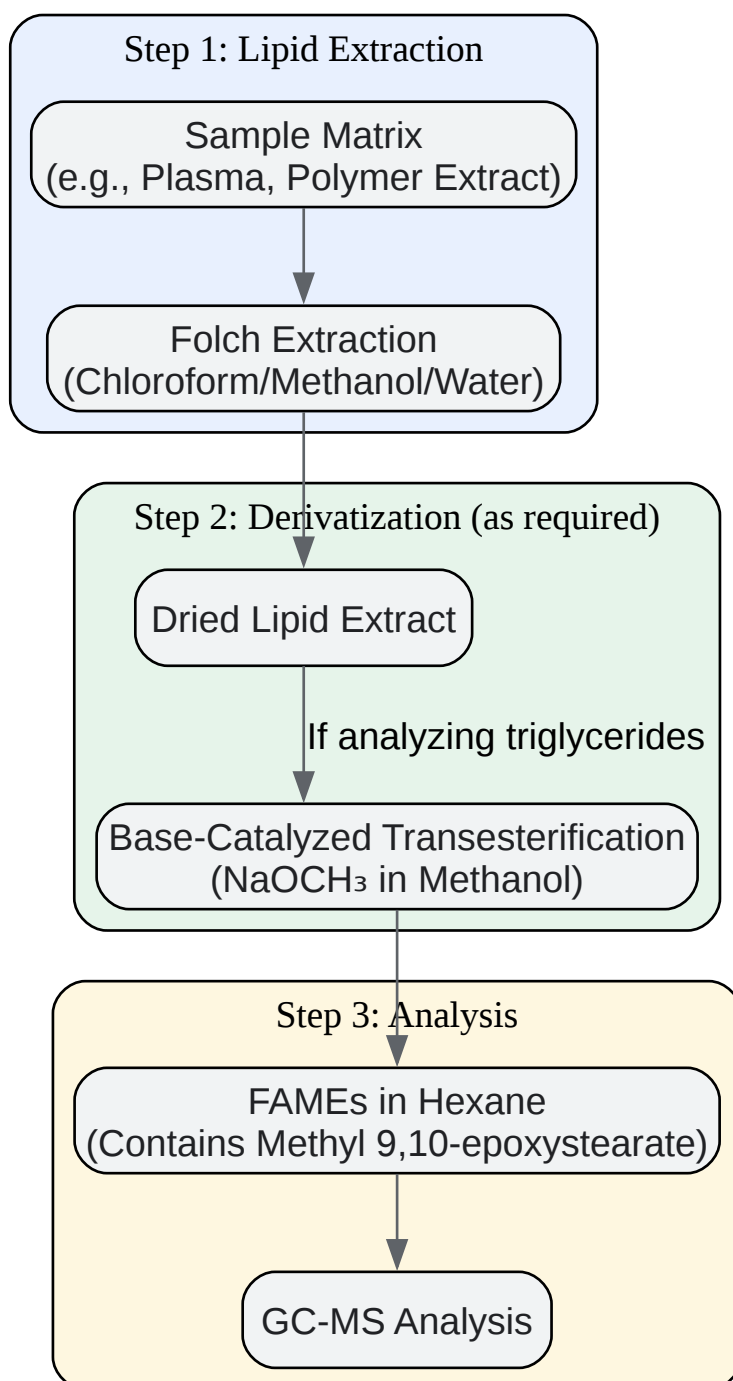 Step 1: Lipid Extraction
Sample Matrix
(e.g., Plasma, Polymer Extract)
Folch Extraction
(Chloroform/Methanol/Water)
Step 2: Derivatization (as required)
Dried Lipid Extract
If analyzing triglycerides
Base-Catalyzed Transesterification
(NaOCH₃ in Methanol)
Step 3: Analysis
FAMEs in Hexane
(Contains Methyl 9,10-epoxystearate)
GC-MS Analysis